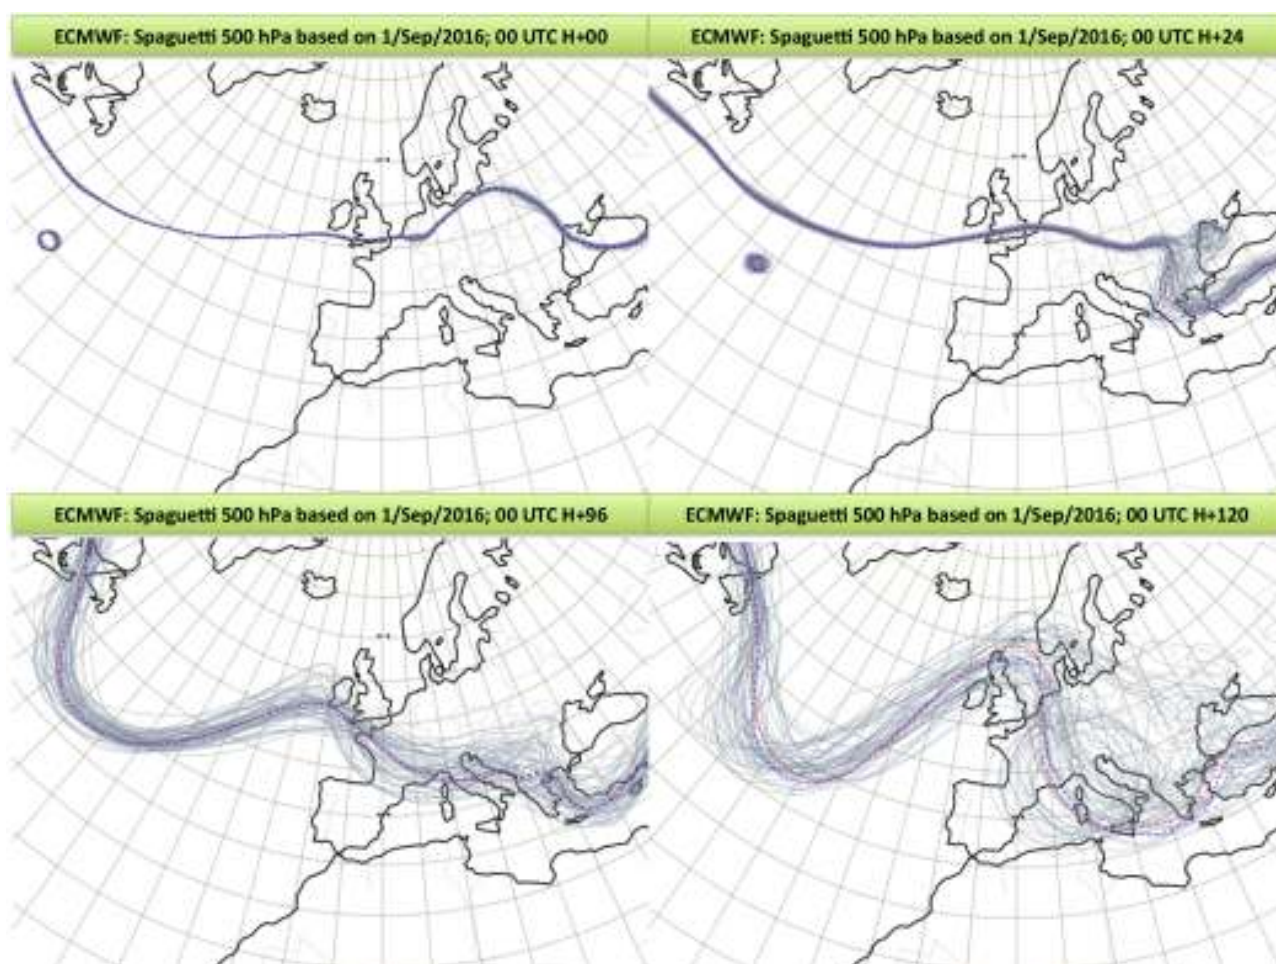 ECMWF: Spaguetti 500 hPa based on 1/Sep/2016; 00 UTC H+00
ECMWF: Spaguetti 500 hPa based on 1/Sep/2016; 00 UTC H+24
ECMWF: Spaguetti 500 hPa based on 1/Sep/2016; 00 UTC H+96
ECMWF: Spaguetti 500 hPa based on 1/Sep/2016; 00 UTC H+120